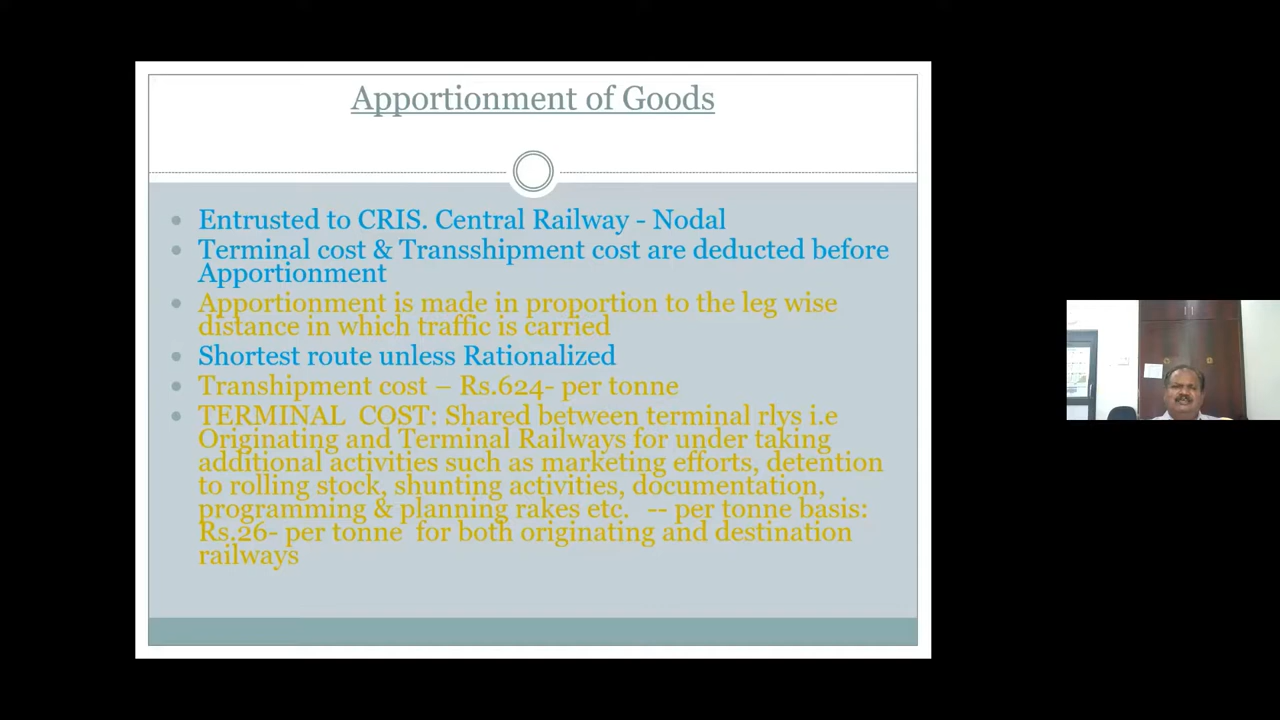 Apportionment of Goods
Entrusted to CRIS. Central Railway - Nodal
Terminal cost & Transshipment cost are deducted before
Apportionment
Apportionment is made in proportion to the leg wise
distance in which traffic is carried
Shortest route unless Rationalized
Transhipment cost – Rs.624- per tonne
TERMINAL COST: Shared between terminal rlys i.e
Originating and Terminal Railways for under taking
additional activities such as marketing efforts, detention
to rolling stock, shunting activities, documentation,
programming & planning rakes etc. -- per tonne basis:
Rs.26- per tonne for both originating and destination
railways